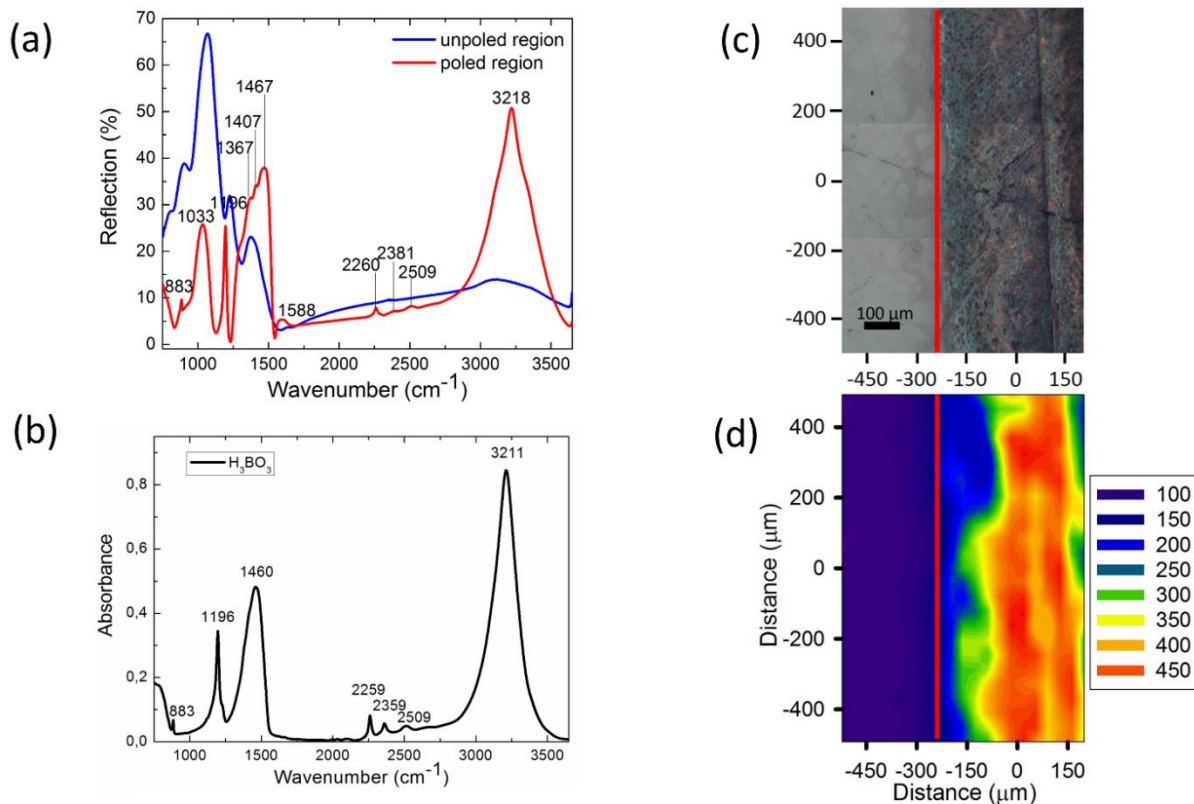 (a)
unpoled region
poled region
883
1033
1196
1367
1407
1467
1588
2260
2381
2509
3218
70
60
50
40
30
20
10
0
Reflection (%)
1000 1500 2000 2500 3000 3500
Wavenumber (cm-1)
(b)
H3BO3
883
1196
1460
2259
2359
2509
3211
0,8
0,6
0,4
0,2
0,0
Absorbance
1000 1500 2000 2500 3000 3500
Wavenumber (cm-1)
(c)
400
200
0
-200
-400
100 μm
-450 -300 -150 0 150
(d)
400
200
0
-200
-400
Distance (μm)
-450 -300 -150 0 150
Distance (μm)
100
150
200
250
300
350
400
450